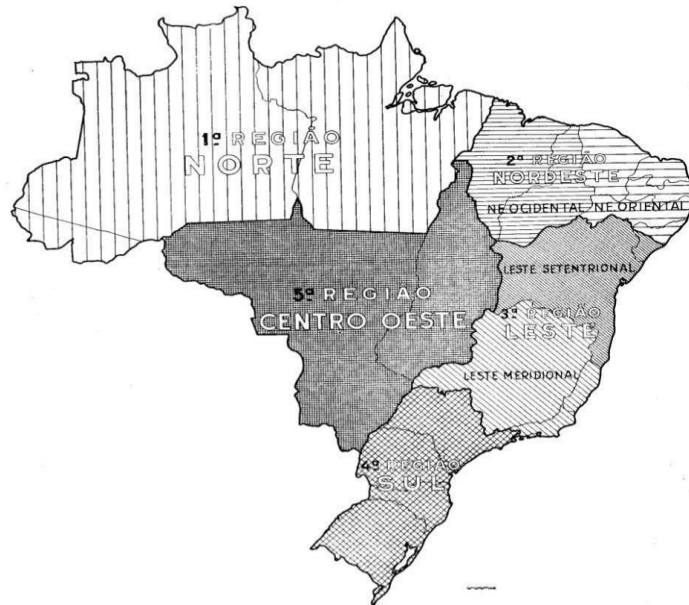 1ª REGIÃO
NORTE
2ª REGIÃO
NORDESTE
NE OCIDENTAL
NE ORIENTAL
LESTE SETENTRIONAL
3ª REGIÃO
LESTE
LESTE MERIDIONAL
5ª REGIÃO
CENTRO OESTE
4ª REGIÃO
SUL